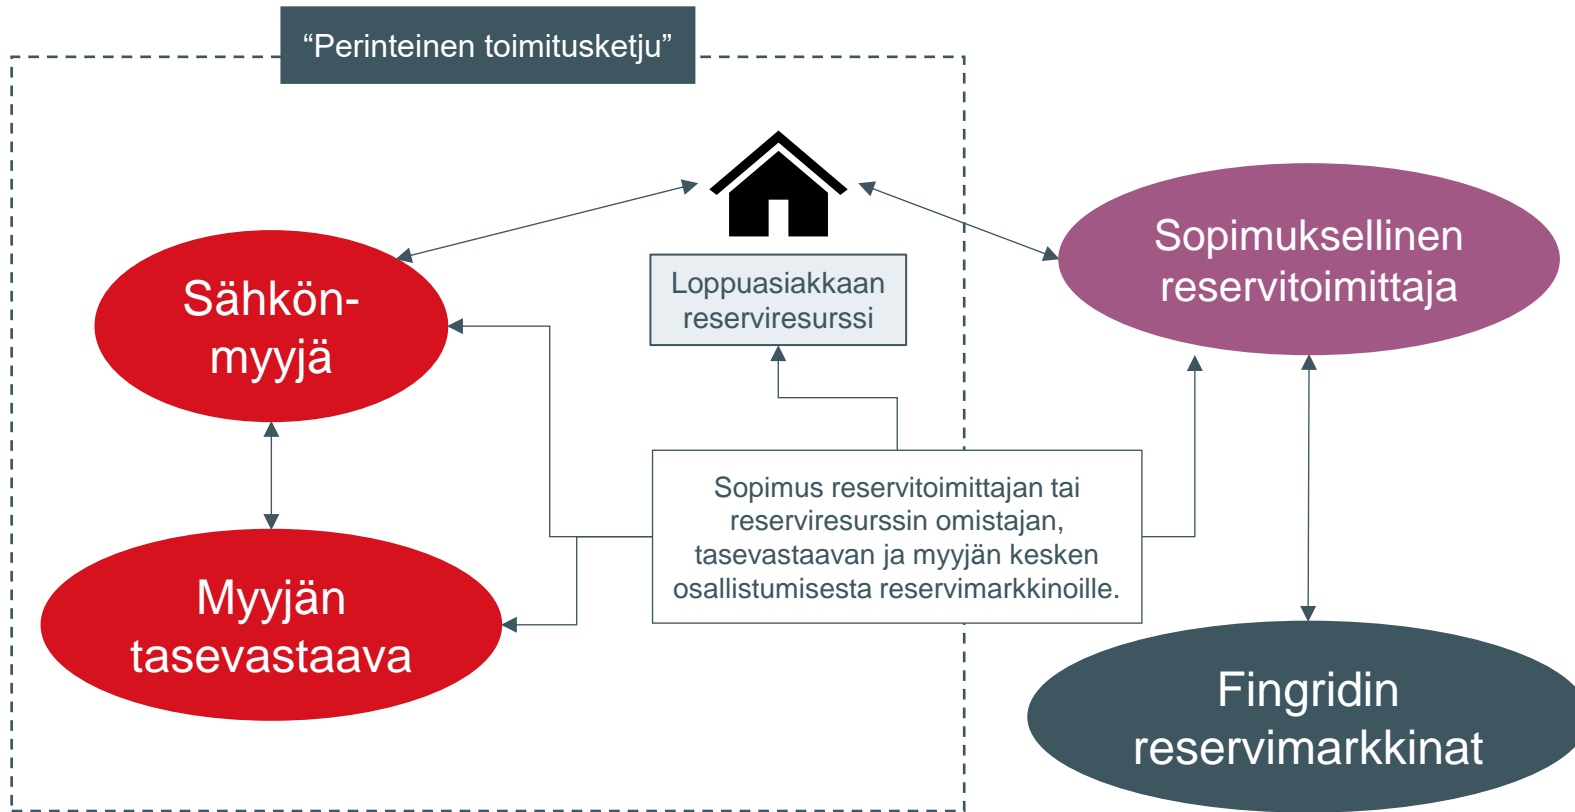 “Perinteinen toimitusketju”
Sähkön-
myyjä
Loppuasiakkaan
reserviresurssi
Sopimuksellinen
reservitoimittaja
Sopimus reservitoimittajan tai
reserviresurssin omistajan,
tasevastaavan ja myyjän kesken
osallistumisesta reservimarkkinoille.
Myyjän
tasevastaava
Fingridin
reservimarkkinat